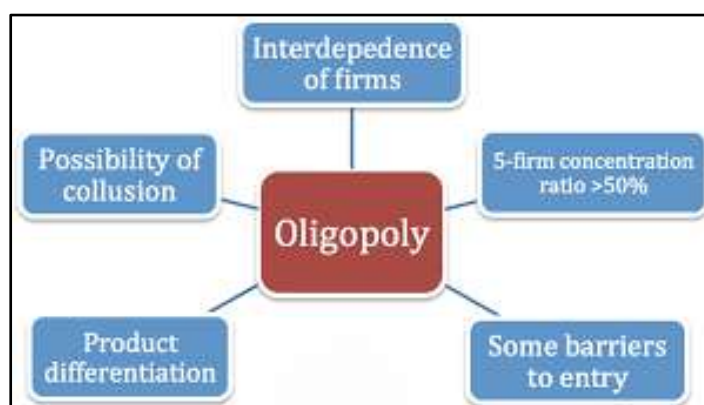 Interdepedence
of firms
Possibility of
collusion
5-firm concentration
ratio >50%
Oligopoly
Product
differentiation
Some barriers
to entry